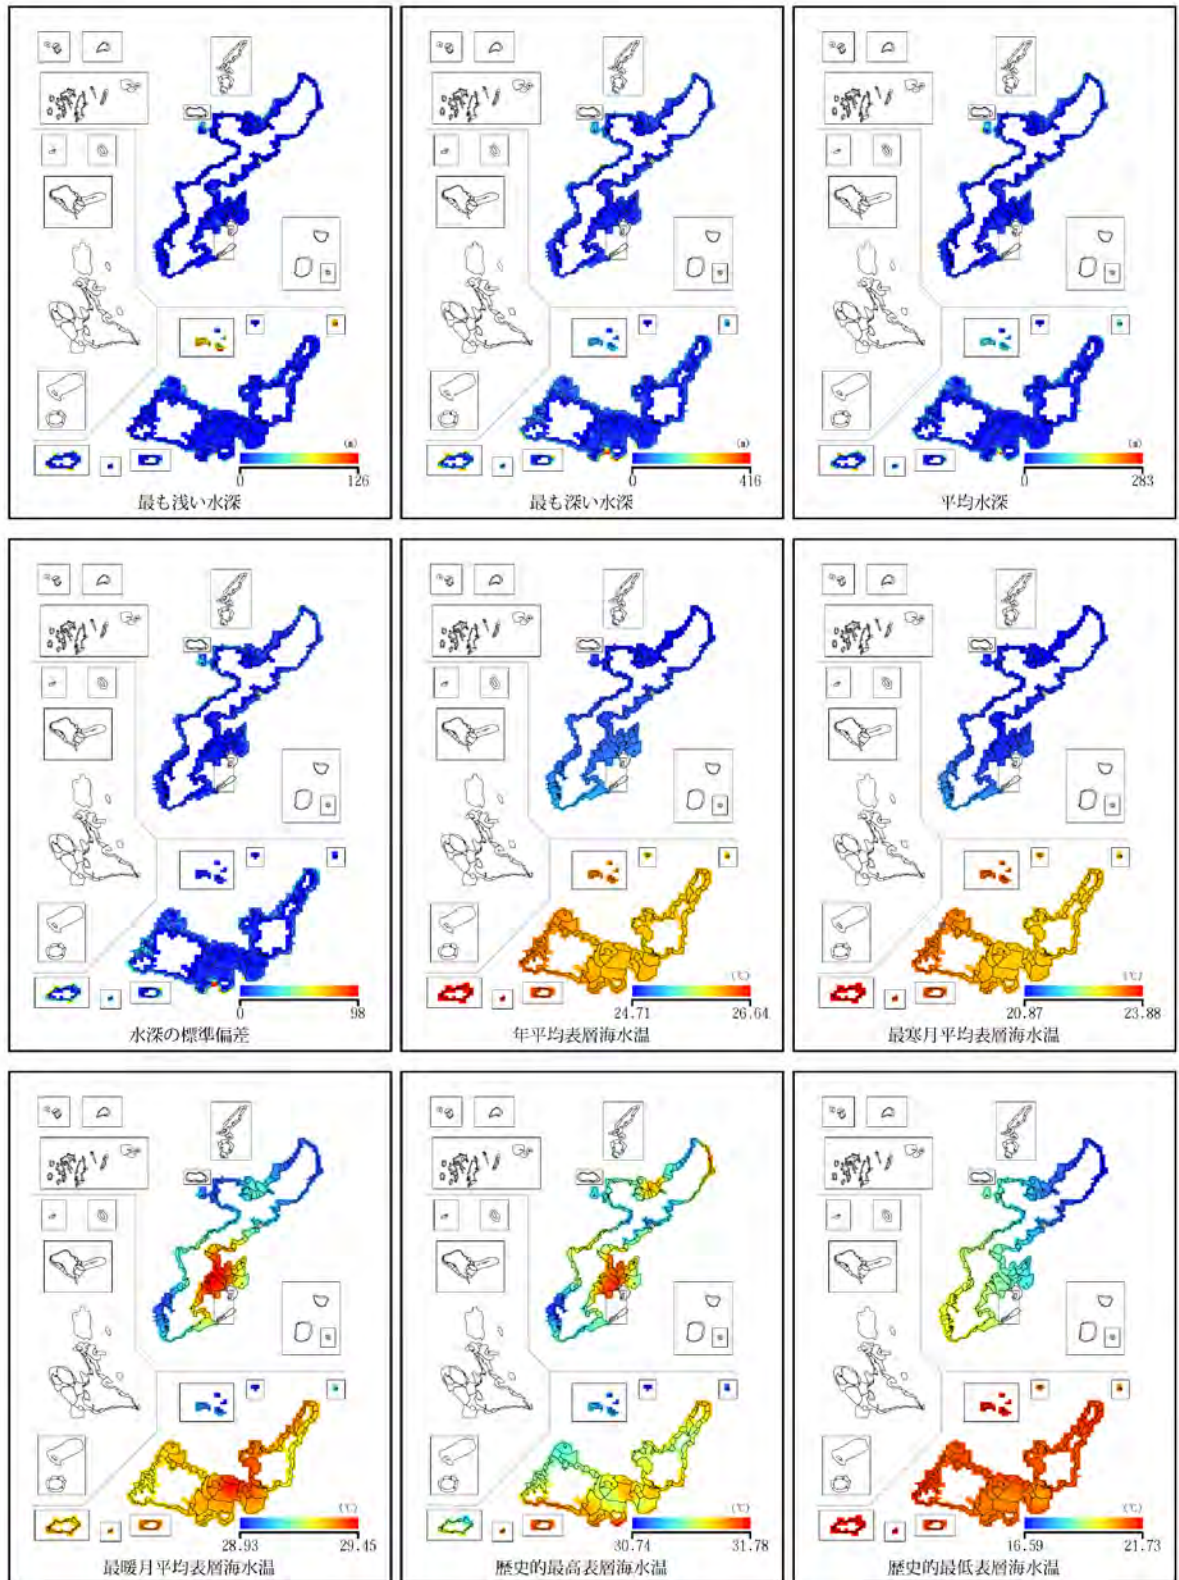 (m)
0 126
最も浅い水深
(m)
0 416
最も深い水深
(m)
0 283
平均水深
0 98
水深の標準偏差
(℃)
24.71 26.64
年平均表層海水温
(℃)
20.87 23.88
最寒月平均表層海水温
(℃)
28.93 29.45
最暖月平均表層海水温
(℃)
30.74 31.78
歴史的最高表層海水温
(℃)
16.59 21.73
歴史的最低表層海水温